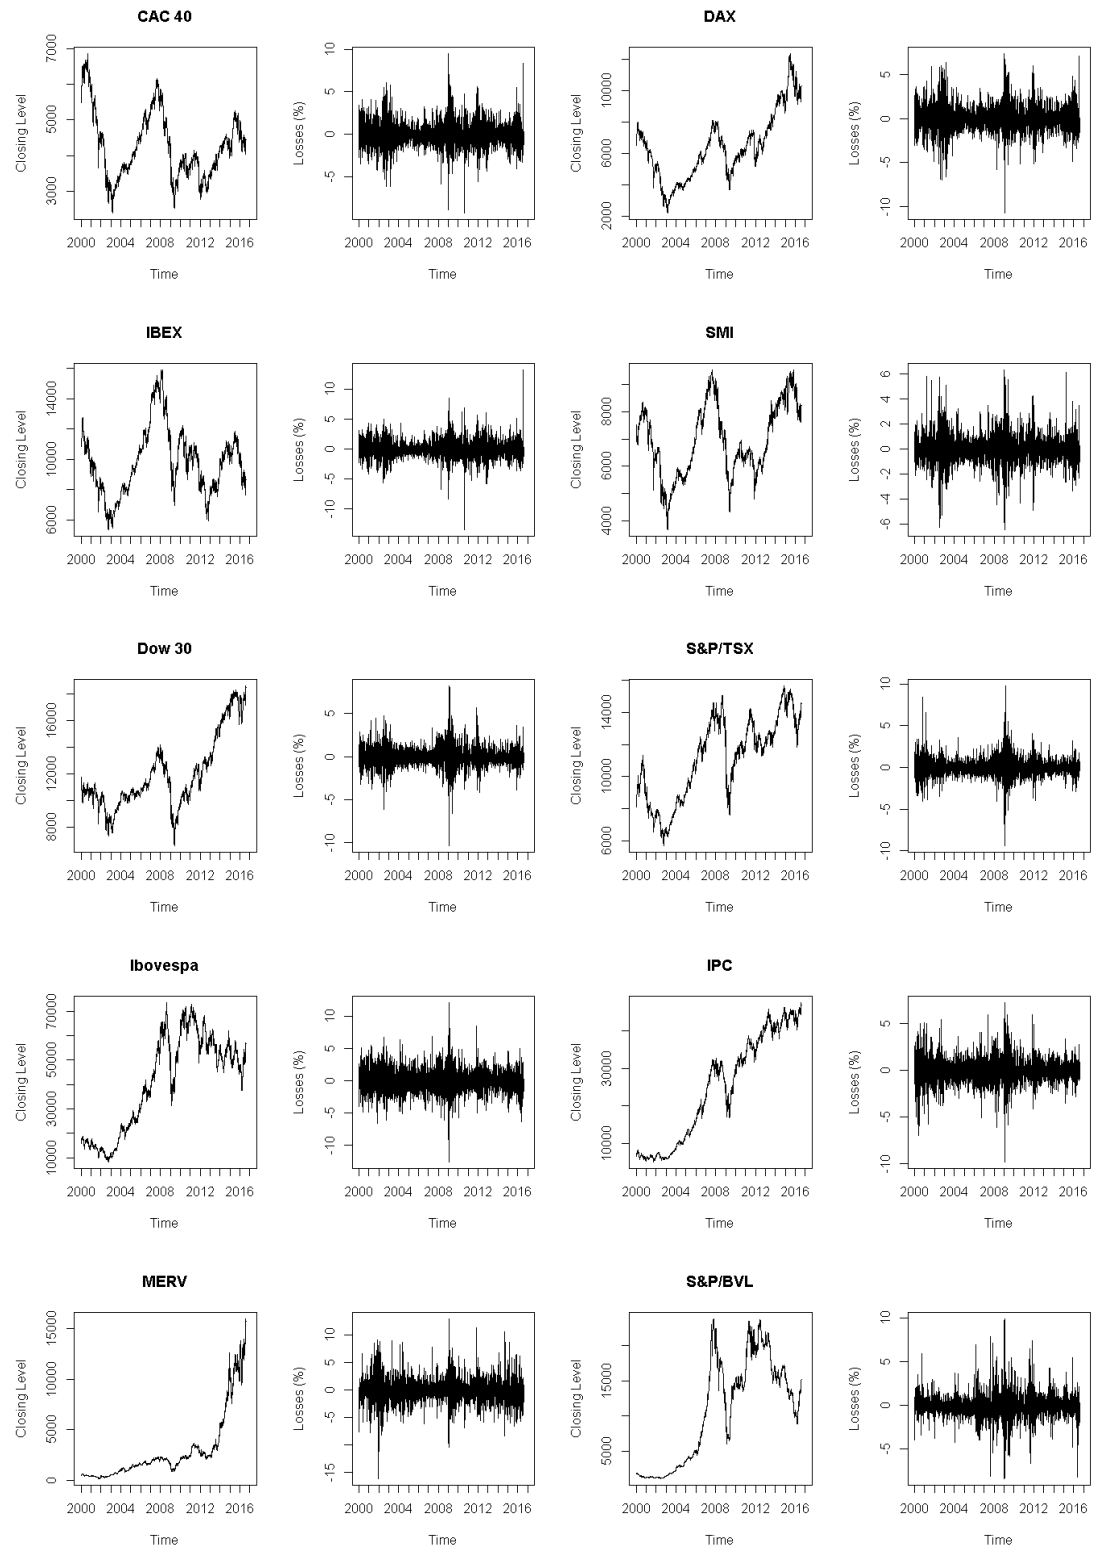 CAC 40
Closing Level
3000 5000 7000
2000 2004 2008 2012 2016
Time
Losses (%)
-5 0 5 10
2000 2004 2008 2012 2016
Time
DAX
Closing Level
2000 6000 10000
2000 2004 2008 2012 2016
Time
Losses (%)
-10 -5 0 5
2000 2004 2008 2012 2016
Time
IBEX
Closing Level
6000 10000 14000
2000 2004 2008 2012 2016
Time
Losses (%)
-10 -5 0 5 10
2000 2004 2008 2012 2016
Time
SMI
Closing Level
4000 6000 8000
2000 2004 2008 2012 2016
Time
Losses (%)
-6 -4 -2 0 2 4 6
2000 2004 2008 2012 2016
Time
Dow 30
Closing Level
8000 12000 16000
2000 2004 2008 2012 2016
Time
Losses (%)
-10 -5 0 5
2000 2004 2008 2012 2016
Time
S&P/TSX
Closing Level
6000 10000 14000
2000 2004 2008 2012 2016
Time
Losses (%)
-10 -5 0 5 10
2000 2004 2008 2012 2016
Time
Ibovespa
Closing Level
10000 30000 50000 70000
2000 2004 2008 2012 2016
Time
Losses (%)
-10 -5 0 5 10
2000 2004 2008 2012 2016
Time
IPC
Closing Level
10000 30000
2000 2004 2008 2012 2016
Time
Losses (%)
-10 -5 0 5
2000 2004 2008 2012 2016
Time
MERV
Closing Level
0 5000 10000 15000
2000 2004 2008 2012 2016
Time
Losses (%)
-15 -5 0 5 10
2000 2004 2008 2012 2016
Time
S&P/BVL
Closing Level
5000 15000
2000 2004 2008 2012 2016
Time
Losses (%)
-5 0 5 10
2000 2004 2008 2012 2016
Time